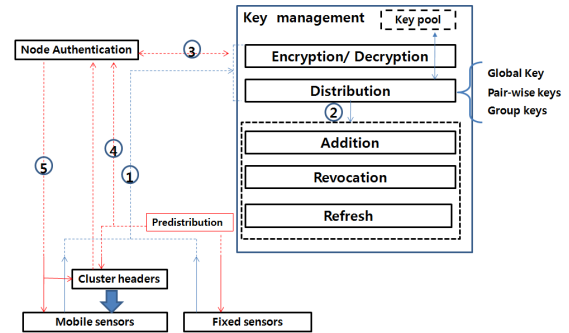 Key management
Key pool
Node Authentication
3
Encryption/ Decryption
Global Key
Distribution
Pair-wise keys
Group keys
2
Addition
4
5
1
Revocation
Predistribution
Refresh
Cluster headers
Mobile sensors
Fixed sensors